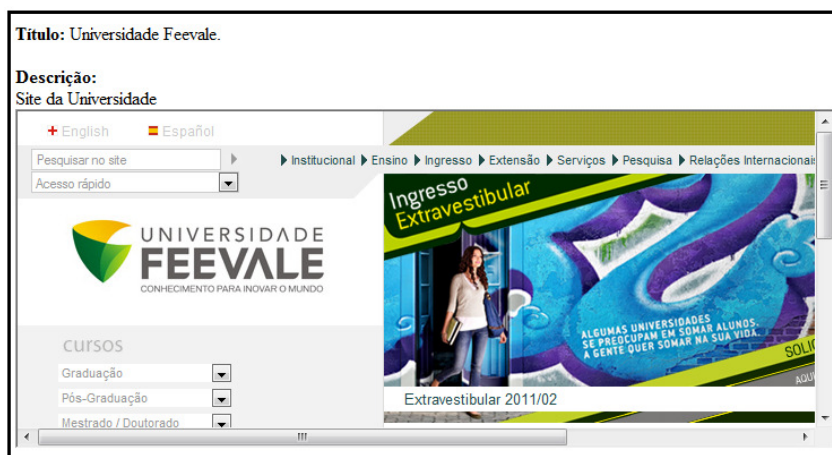 Título: Universidade Feevale.
Descrição:
Site da Universidade
English Español
Pesquisar no site
Institucional Ensino Ingresso Extensão Serviços Pesquisa Relações Internacionais
Acesso rápido
Ingresso
Extravestibular
UNIVERSIDADE
FEEVALE
CONHECIMENTO PARA INOVAR O MUNDO
ALGUMAS UNIVERSIDADES
SE PREOCUPAM EM SOMAR ALUNOS.
A GENTE QUER SOMAR NA SUA VIDA.
cursos
Graduação
Pós-Graduação
Mestrado / Doutorado
Extravestibular 2011/02